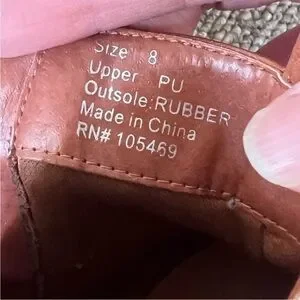 Size 8
Upper PU
Outsole:RUBBER
Made in China
RN# 105469